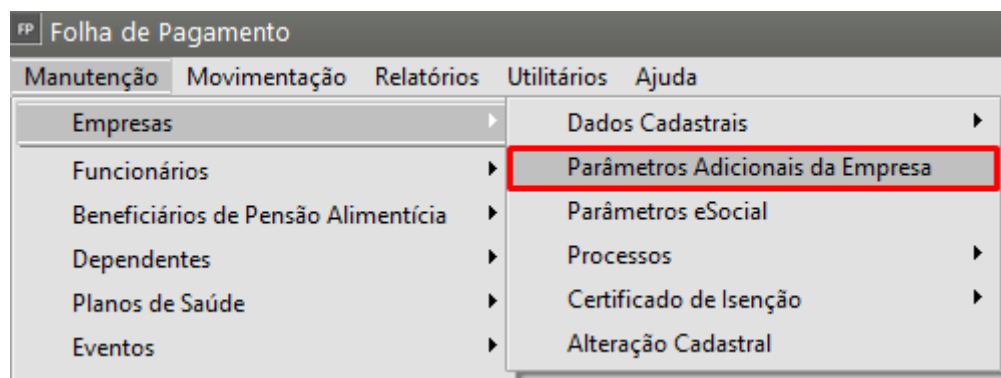 FP Folha de Pagamento
Manutenção Movimentação Relatórios Utilitários Ajuda
Empresas
Funcionários
Beneficiários de Pensão Alimentícia
Dependentes
Planos de Saúde
Eventos
Dados Cadastrais
Parâmetros Adicionais da Empresa
Parâmetros eSocial
Processos
Certificado de Isenção
Alteração Cadastral